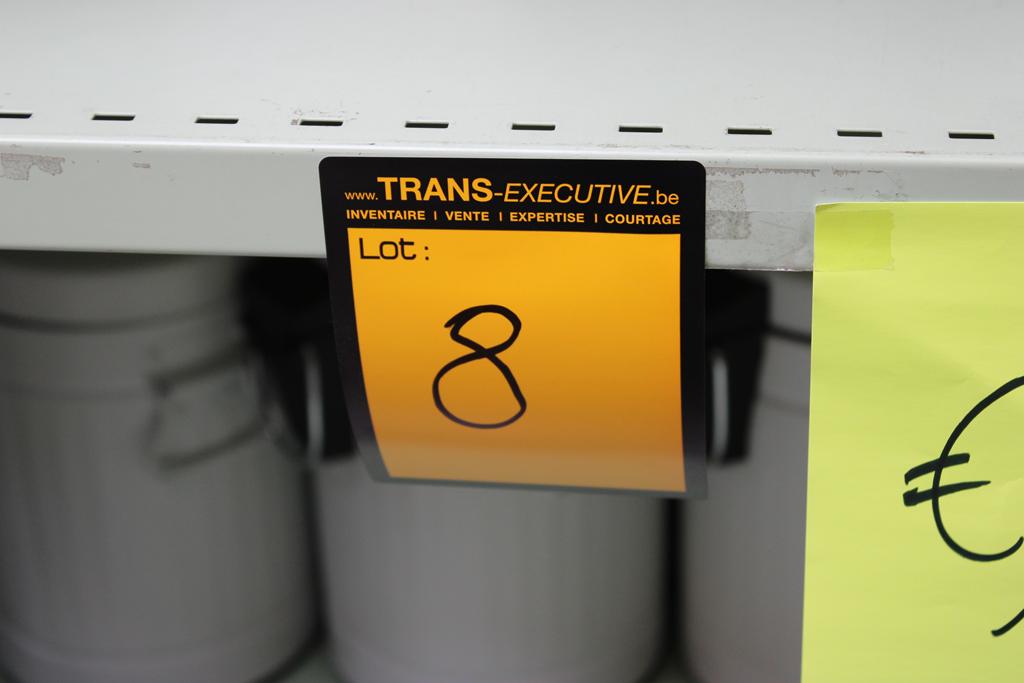 www.TRANS-EXECUTIVE.be
INVENTAIRE | VENTE | EXPERTISE | COURTAGE
Lot:
8
€